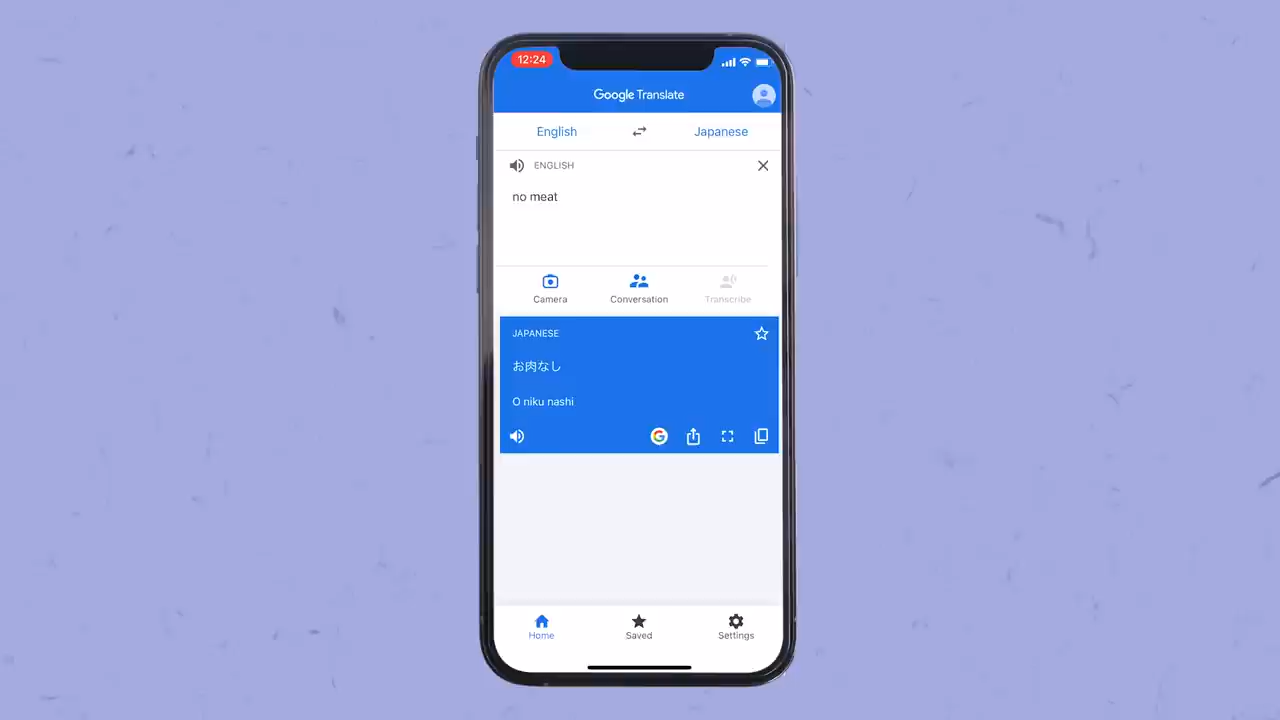 12:24
Google Translate
English
Japanese
ENGLISH
no meat
Camera
Conversation
Transcribe
JAPANESE
お肉なし
O niku nashi
G
Home
Saved
Settings